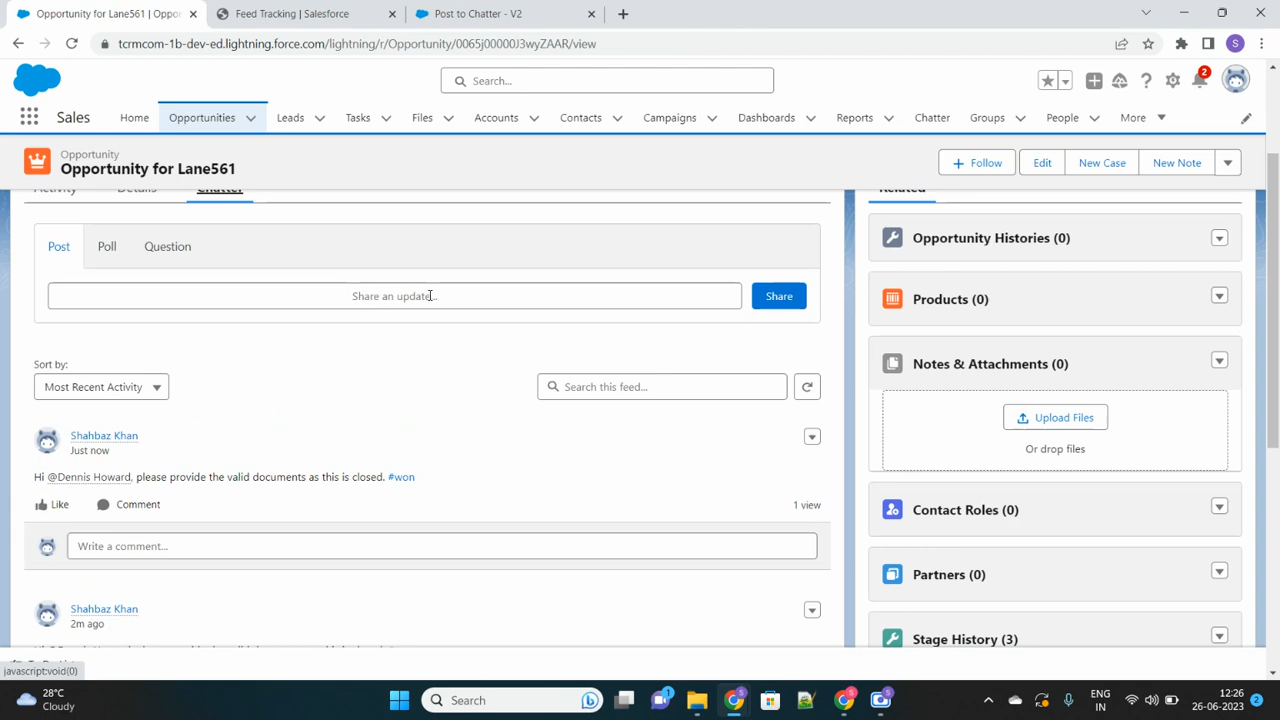 Opportunity for Lane561 | Oppor
Feed Tracking | Salesforce
Post to Chatter - V2
tcrmcom-1b-dev-ed.lightning.force.com/lightning/r/Opportunity/0065j00000J3wyZAAR/view
S
Search...
2
Sales
Home
Opportunities
Leads
Tasks
Files
Accounts
Contacts
Campaigns
Dashboards
Reports
Chatter
Groups
People
More
Opportunity
Opportunity for Lane561
Follow
Edit
New Case
New Note
Activity
Details
Chatter
Related
Post
Poll
Question
Share an update...
Share
Sort by:
Most Recent Activity
Search this feed...
Shahbaz Khan
Just now
Hi @Dennis Howard, please provide the valid documents as this is closed. #won
Like
Comment
1 view
Write a comment...
Shahbaz Khan
2m ago
Opportunity Histories (0)
Products (0)
Notes & Attachments (0)
Upload Files
Or drop files
Contact Roles (0)
Partners (0)
Stage History (3)
javascript:void(0)
28°C
Cloudy
Search
1
ENG
IN
12:26
26-06-2023
2